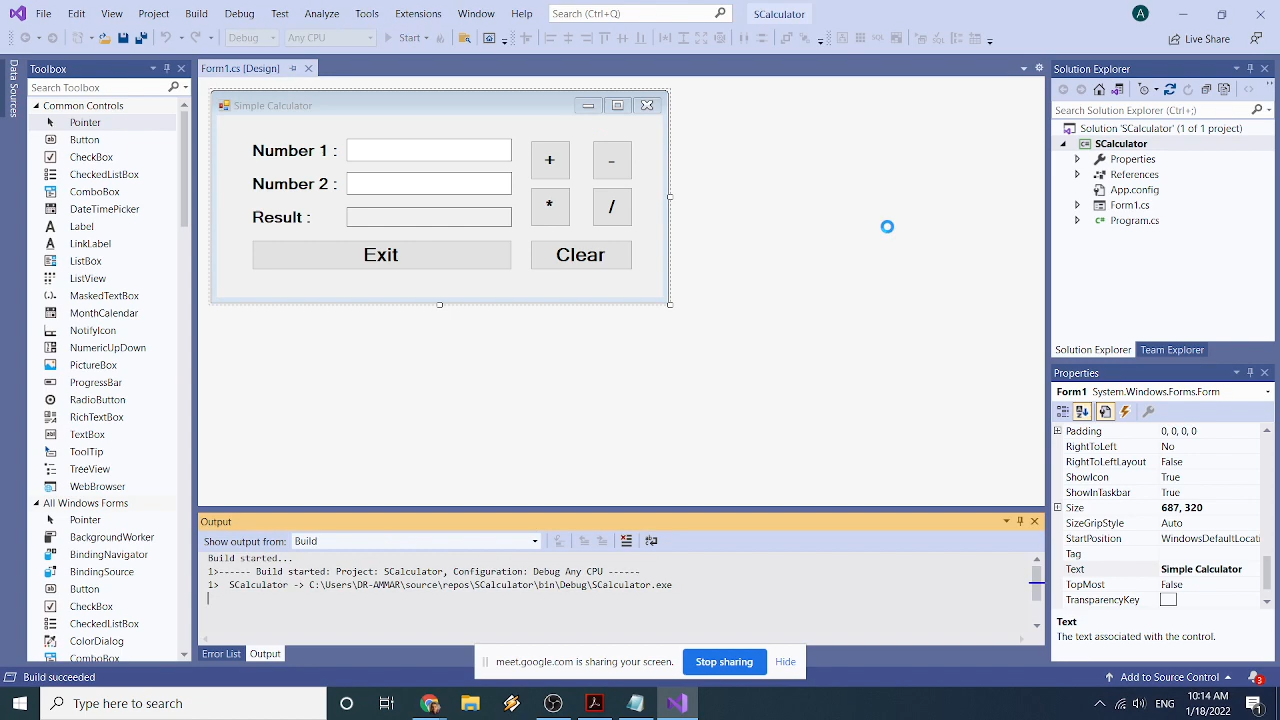 File Edit View Git Project Build Debug Test Analyze Tools Extensions Window Help Search (Ctrl+Q) SCalculator A
Debug Any CPU Start Live Share
Data Sources
Toolbox
Search Toolbox
Common Controls
Pointer
Button
CheckBox
CheckedListBox
ComboBox
DateTimePicker
Label
LinkLabel
ListBox
ListView
MaskedTextBox
MonthCalendar
NotifyIcon
NumericUpDown
PictureBox
ProgressBar
RadioButton
RichTextBox
TextBox
ToolTip
TreeView
WebBrowser
All Windows Forms
Pointer
BackgroundWorker
BindingNavigator
BindingSource
Button
CheckBox
CheckedListBox
ColorDialog
ComboBox
Form1.cs [Design]
Simple Calculator
Number 1 :
+ -
Number 2 :
* /
Result :
Exit Clear
Output
Show output from: Build
Build started...
1>------ Build started: Project: SCalculator, Configuration: Debug Any CPU ------
1> SCalculator -> C:\Users\DR-AMMAR\source\repos\SCalculator\bin\Debug\SCalculator.exe
Error List Output
Solution Explorer
Search Solution Explorer (Ctrl+;)
Solution 'SCalculator' (1 of 1 project)
SCalculator
Properties
References
App.config
Form1.cs
Program.cs
Solution Explorer Team Explorer
Properties
Form1 System.Windows.Forms.Form
Padding 0, 0, 0, 0
RightToLeft No
RightToLeftLayout False
ShowIcon True
ShowInTaskbar True
Size 687, 320
SizeGripStyle Auto
StartPosition WindowsDefaultLocati
Tag
Text Simple Calculator
TopMost False
TransparencyKey
Text
The text associated with the control.
meet.google.com is sharing your screen. Stop sharing Hide
Build succeeded Add to Source Control 3
Type here to search
10:14 AM
1/18/2022